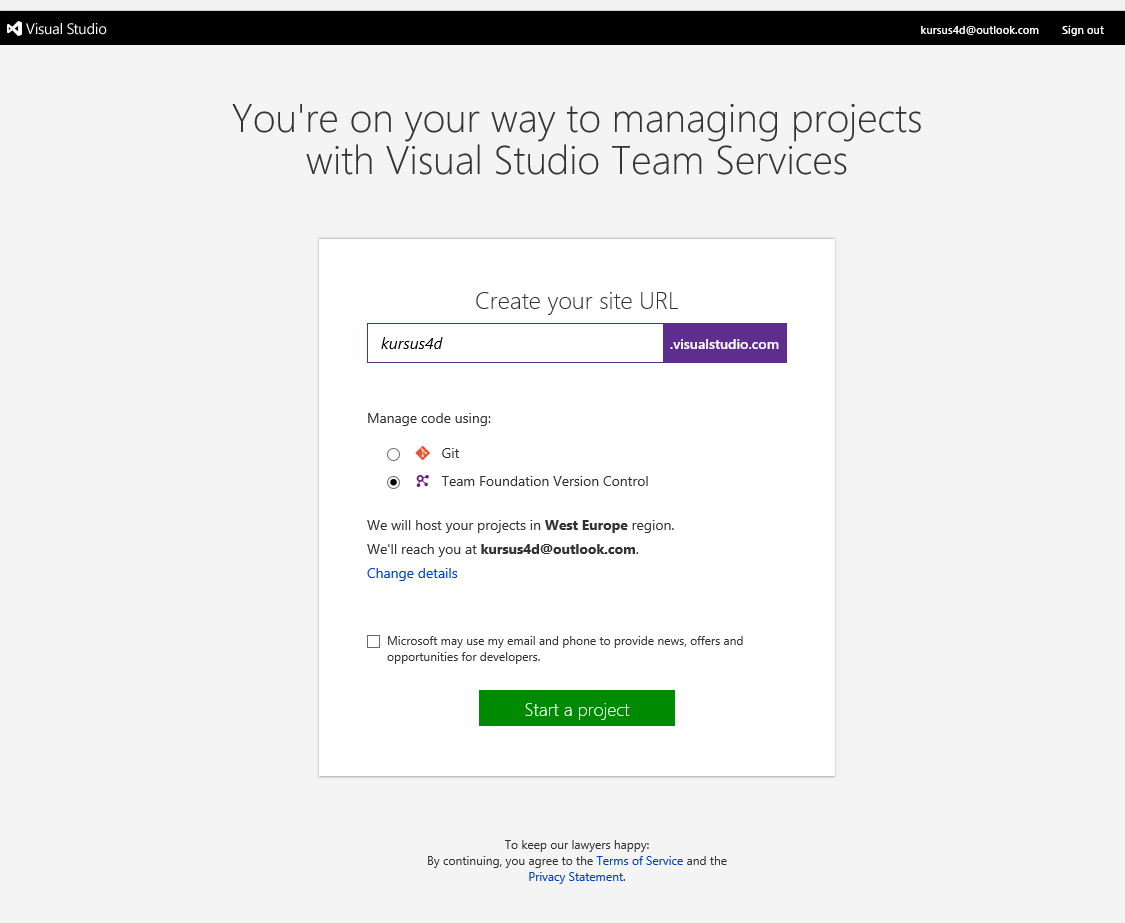 Visual Studio
kursus4d@outlook.com Sign out
You're on your way to managing projects
with Visual Studio Team Services
Create your site URL
kursus4d .visualstudio.com
Manage code using:
Git
Team Foundation Version Control
We will host your projects in West Europe region.
We'll reach you at kursus4d@outlook.com.
Change details
Microsoft may use my email and phone to provide news, offers and
opportunities for developers.
Start a project
To keep our lawyers happy:
By continuing, you agree to the Terms of Service and the
Privacy Statement.